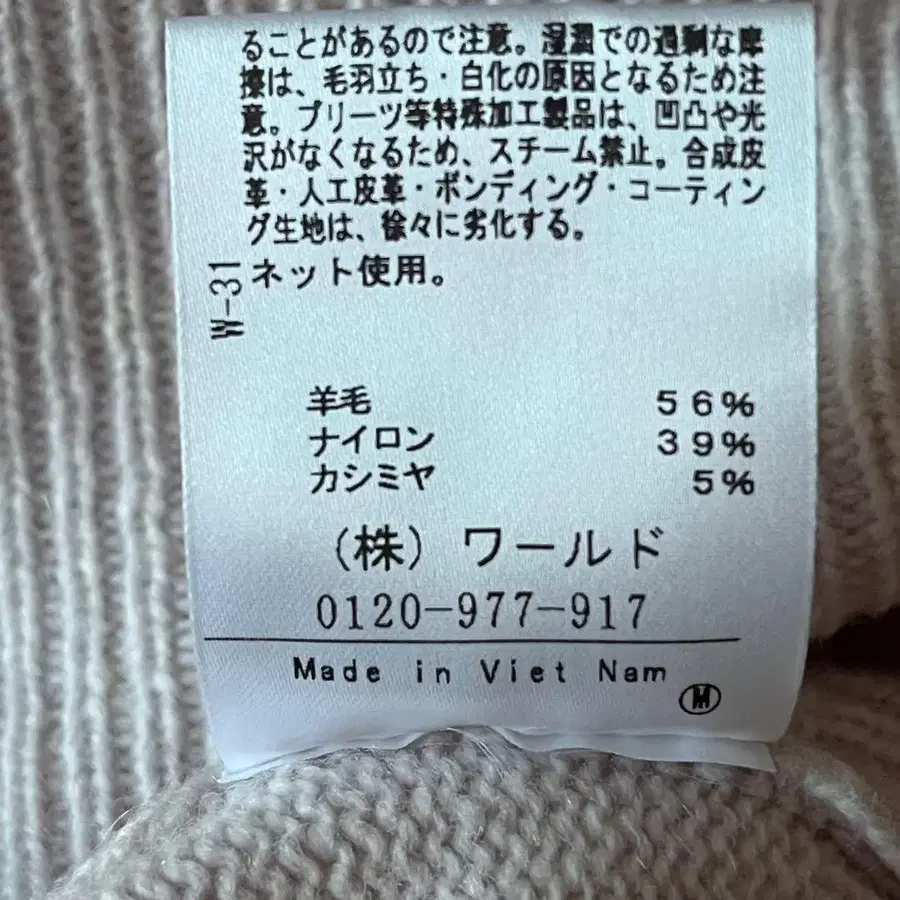 ることがあるので注意。湿潤での過剰な摩
擦は、毛羽立ち・白化の原因となるため注
意。プリーツ等特殊加工製品は、凹凸や光
沢がなくなるため、スチーム禁止。合成皮
革・人工皮革・ボンディング・コーティン
グ生地は、徐々に劣化する。
ネット使用。
W-31
羊毛 56%
ナイロン 39%
カシミヤ 5%
(株) ワールド
0120-977-917
Made in Viet Nam
M